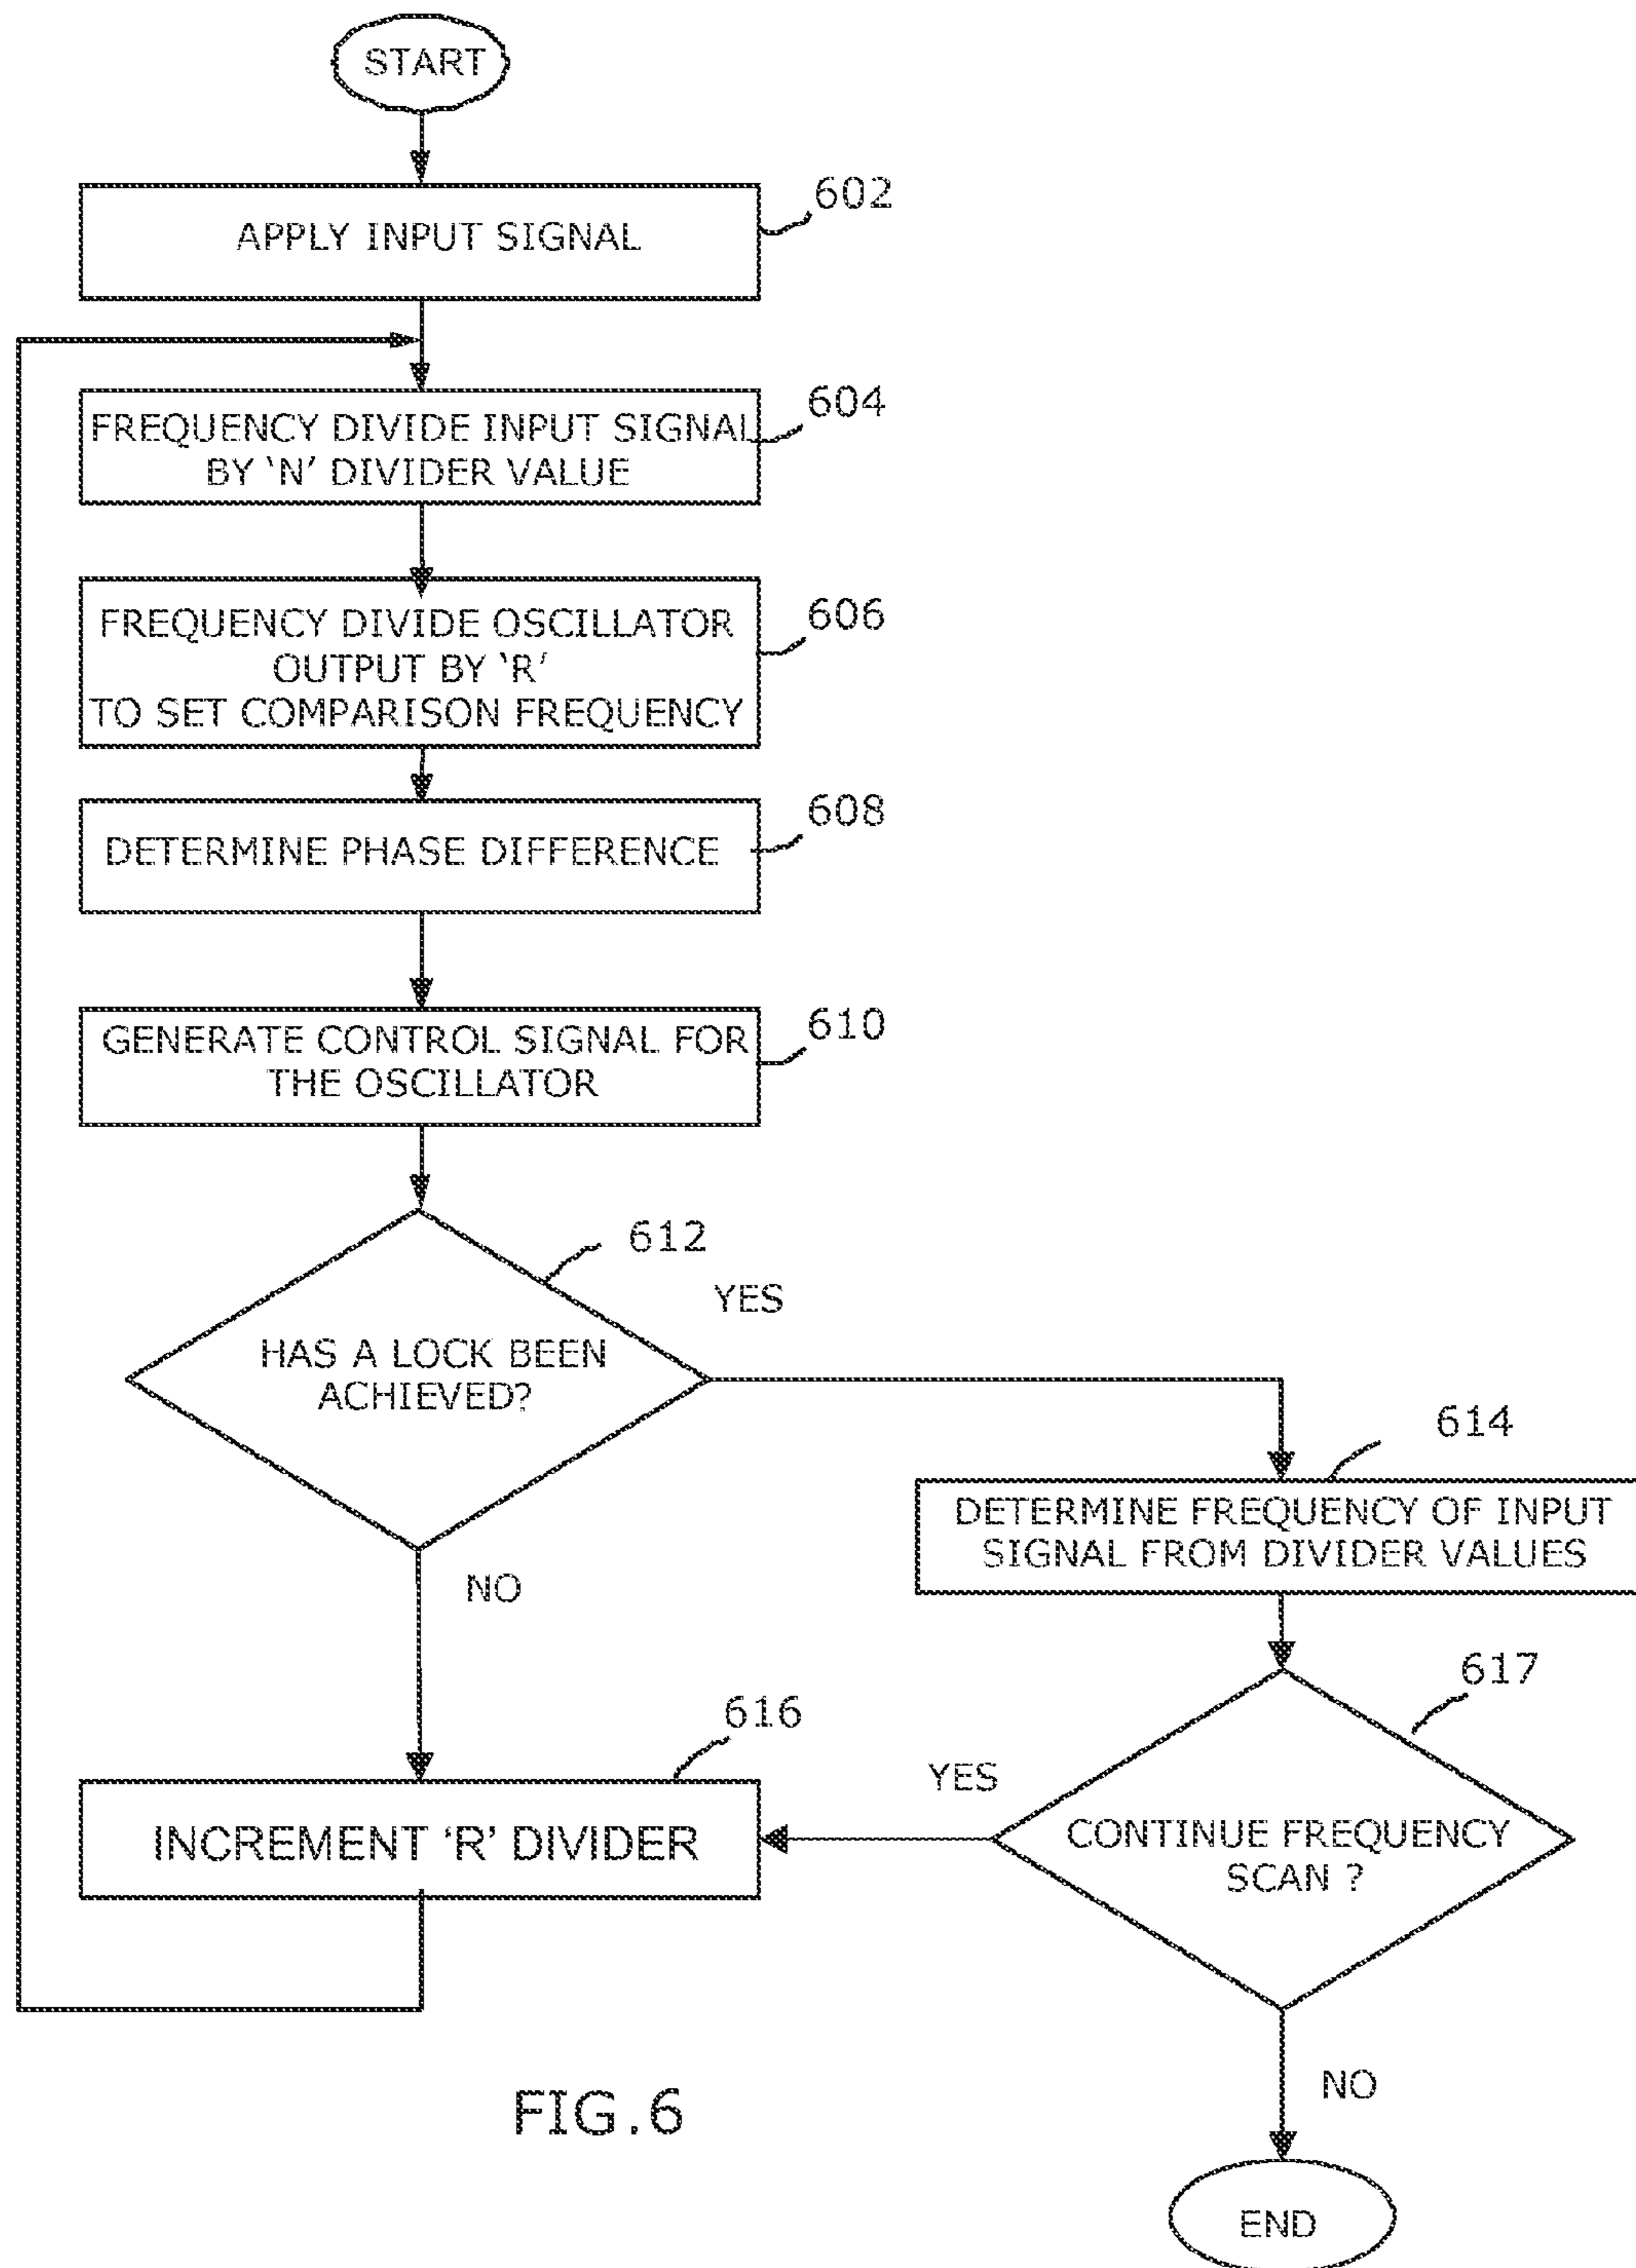 START
602
APPLY INPUT SIGNAL
604
FREQUENCY DIVIDE INPUT SIGNAL
BY ‘N’ DIVIDER VALUE
606
FREQUENCY DIVIDE OSCILLATOR
OUTPUT BY ‘R’
TO SET COMPARISON FREQUENCY
608
DETERMINE PHASE DIFFERENCE
610
GENERATE CONTROL SIGNAL FOR
THE OSCILLATOR
612
YES
HAS A LOCK BEEN
ACHIEVED?
614
DETERMINE FREQUENCY OF INPUT
SIGNAL FROM DIVIDER VALUES
NO
617
616
YES
INCREMENT ‘R’ DIVIDER
CONTINUE FREQUENCY
SCAN ?
NO
FIG.6
END